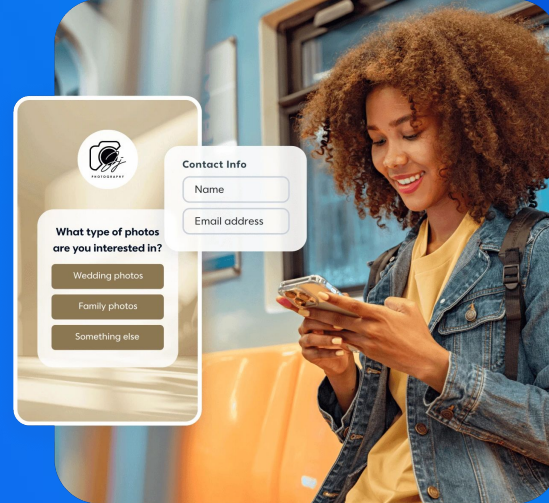 PHOTOGRAPHY
What type of photos
are you interested in?
Wedding photos
Family photos
Something else
Contact Info
Name
Email address